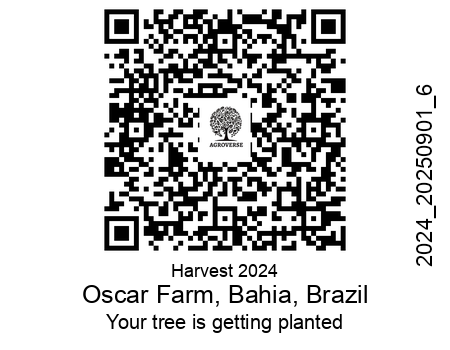 AGROVERSE
Harvest 2024
Oscar Farm, Bahia, Brazil
Your tree is getting planted
2024_20250901_6